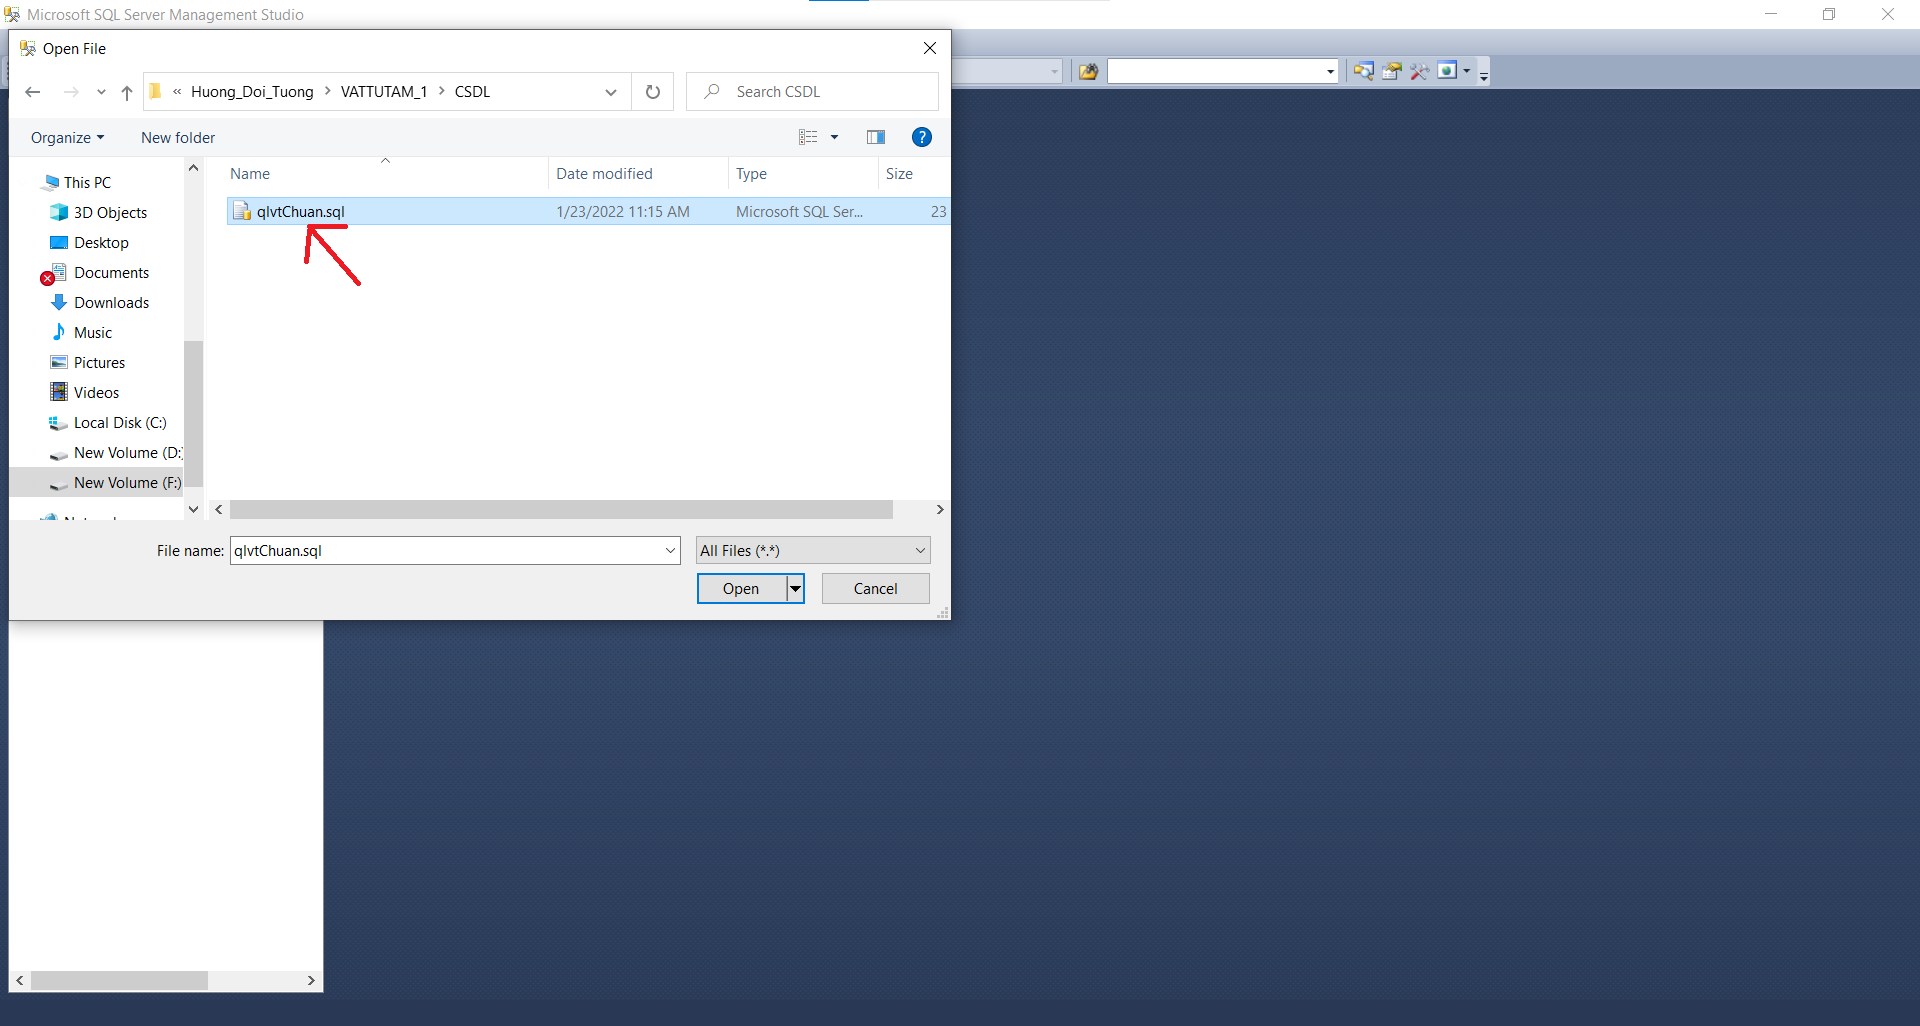 Microsoft SQL Server Management Studio
Open File
« Huong_Doi_Tuong > VATTUTAM_1 > CSDL
Search CSDL
Organize
New folder
Name
Date modified
Type
Size
qlvtChuan.sql
1/23/2022 11:15 AM
Microsoft SQL Ser...
23
This PC
3D Objects
Desktop
Documents
Downloads
Music
Pictures
Videos
Local Disk (C:)
New Volume (D:)
New Volume (F:)
File name:
qlvtChuan.sql
All Files (*.*)
Open
Cancel